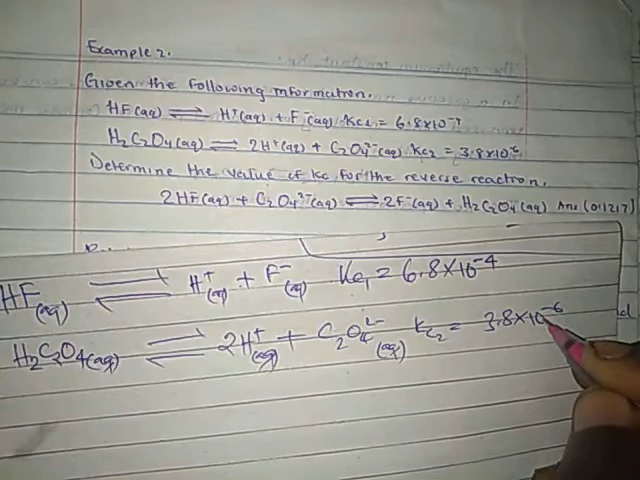 Example 2.
Given the following information.
HF(aq) ⇌ H⁺(aq) + F⁻(aq) Kc₁ = 6.8×10⁻⁴
H₂C₂O₄(aq) ⇌ 2H⁺(aq) + C₂O₄²⁻(aq) Kc₂ = 3.8×10⁻⁶
Determine the value of Kc for the reverse reaction.
2HF(aq) + C₂O₄²⁻(aq) ⇌ 2F⁻(aq) + H₂C₂O₄(aq) Ans (0.1217)
HF(aq) ⇌ H⁺(aq) + F⁻(aq) Kc₁ = 6.8×10⁻⁴
H₂C₂O₄(aq) ⇌ 2H⁺(aq) + C₂O₄²⁻(aq) Kc₂ = 3.8×10⁻⁶